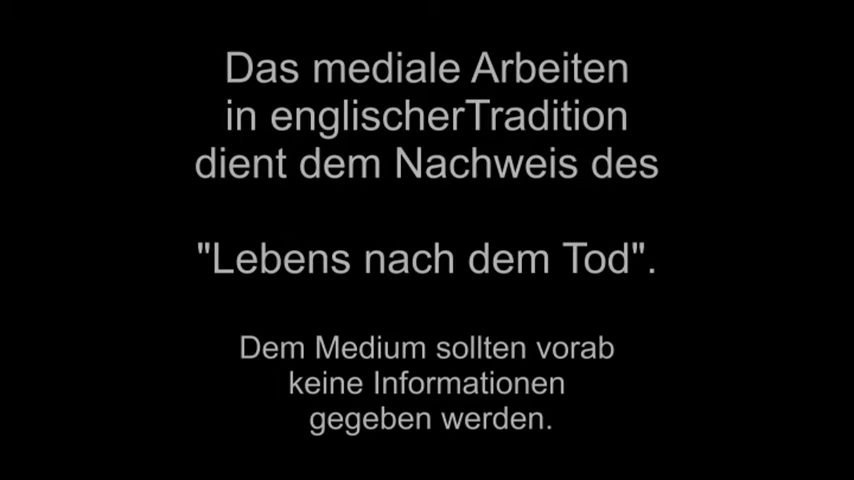 Das mediale Arbeiten
in englischerTradition
dient dem Nachweis des
"Lebens nach dem Tod".
Dem Medium sollten vorab
keine Informationen
gegeben werden.